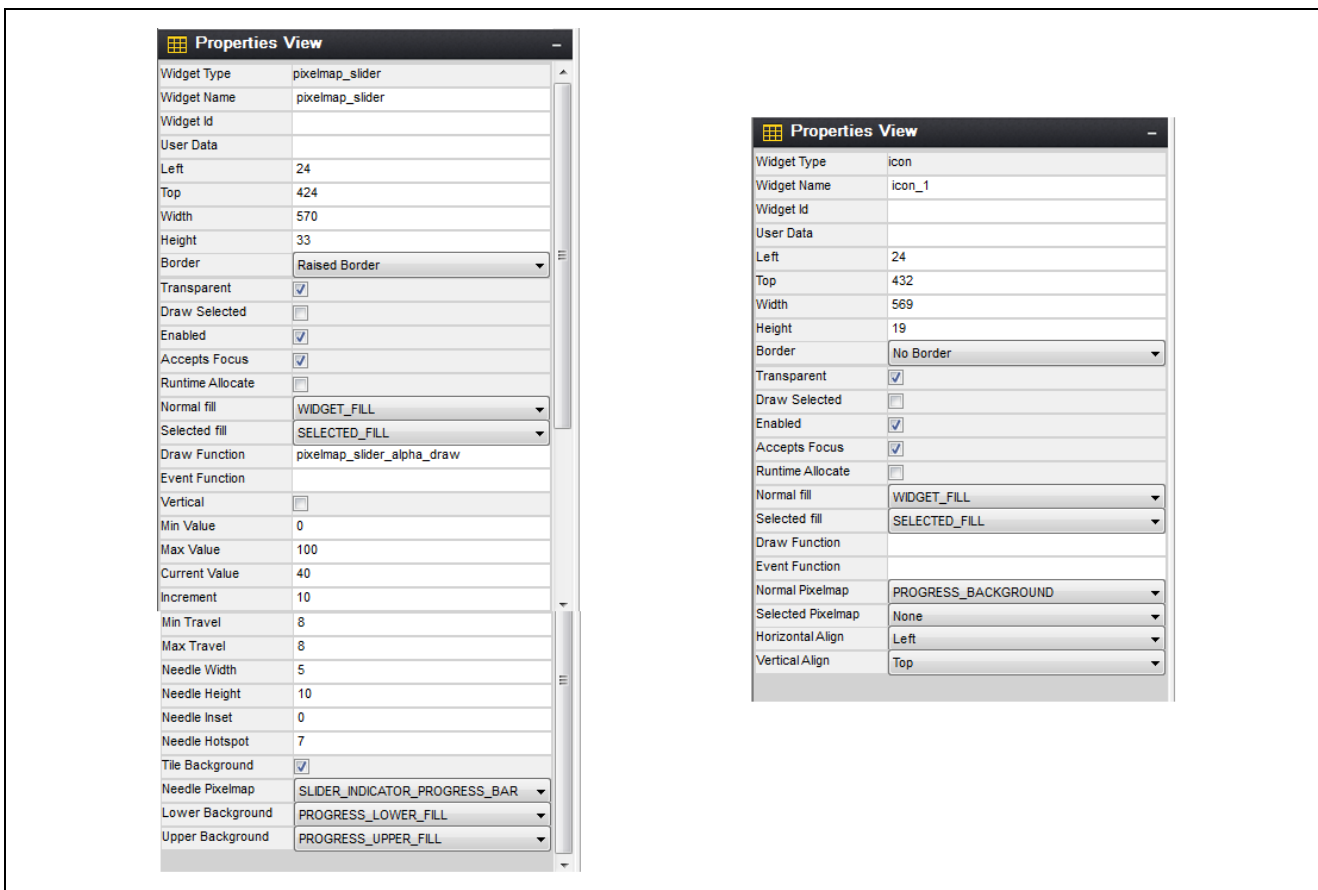 Properties View
Widget Type pixelmap_slider
Widget Name pixelmap_slider
Widget Id
User Data
Left 24
Top 424
Width 570
Height 33
Border Raised Border
Transparent
Draw Selected
Enabled
Accepts Focus
Runtime Allocate
Normal fill WIDGET_FILL
Selected fill SELECTED_FILL
Draw Function pixelmap_slider_alpha_draw
Event Function
Vertical
Min Value 0
Max Value 100
Current Value 40
Increment 10
Min Travel 8
Max Travel 8
Needle Width 5
Needle Height 10
Needle Inset 0
Needle Hotspot 7
Tile Background
Needle Pixelmap SLIDER_INDICATOR_PROGRESS_BAR
Lower Background PROGRESS_LOWER_FILL
Upper Background PROGRESS_UPPER_FILL
Properties View
Widget Type icon
Widget Name icon_1
Widget Id
User Data
Left 24
Top 432
Width 569
Height 19
Border No Border
Transparent
Draw Selected
Enabled
Accepts Focus
Runtime Allocate
Normal fill WIDGET_FILL
Selected fill SELECTED_FILL
Draw Function
Event Function
Normal Pixelmap PROGRESS_BACKGROUND
Selected Pixelmap None
Horizontal Align Left
Vertical Align Top